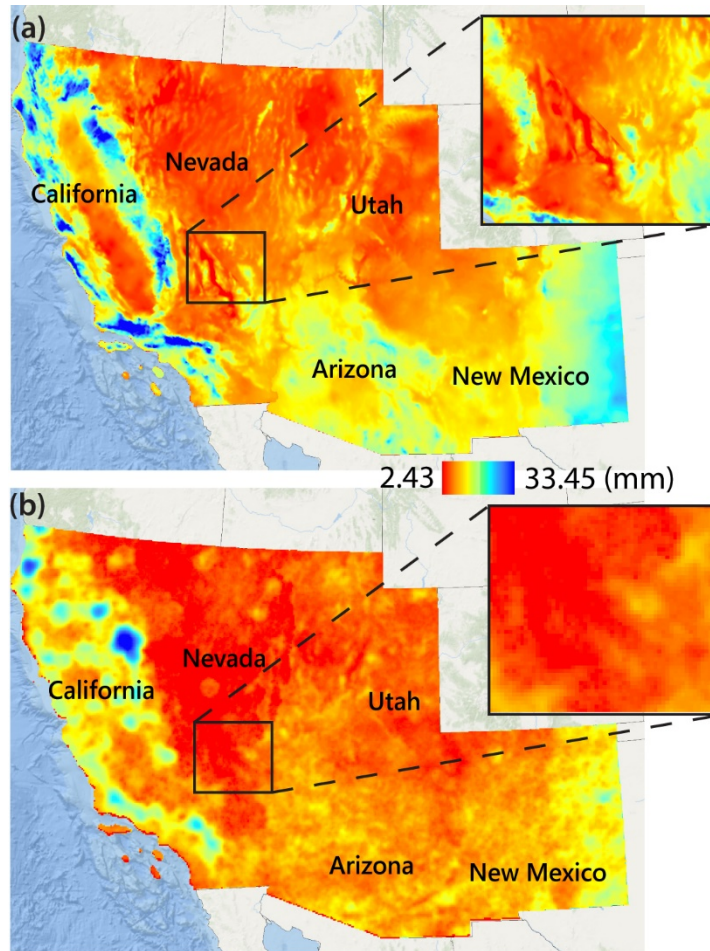 (a)
Nevada
California
Utah
Arizona
New Mexico
2.43 33.45 (mm)
(b)
Nevada
California
Utah
Arizona
New Mexico